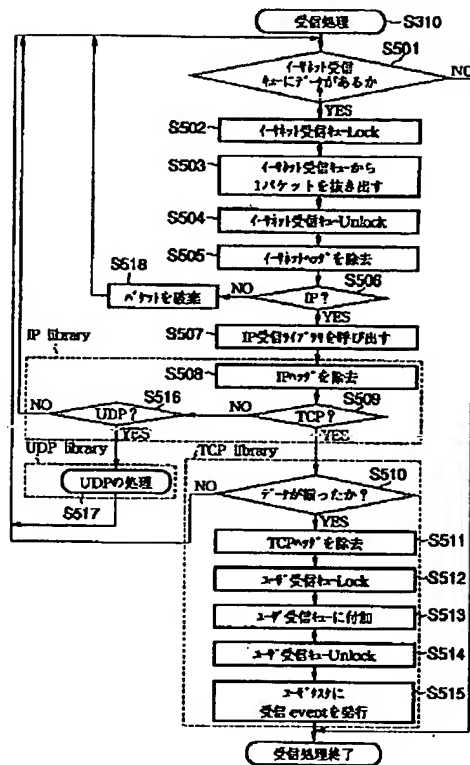 受信処理
S310
S501
イーサネット受信
キューにデータがあるか
NO
YES
S502
イーサネット受信キューLock
S503
イーサネット受信キューから
1パケットを抜き出す
S504
イーサネット受信キューUnlock
S505
イーサネットヘッダを除去
S518
S506
パケットを破棄
NO
IP?
YES
S507
IP受信ライブラリを呼び出す
IP library
S508
IPヘッダを除去
S516
S509
NO
UDP?
NO
TCP?
YES
YES
UDP library
TCP library
UDPの処理
S517
S510
NO
データが揃ったか?
YES
TCPヘッダを除去
S511
ユーザ受信キューLock
S512
ユーザ受信キューに付加
S513
ユーザ受信キューUnlock
S514
ユーザタスクに
受信eventを発行
S515
受信処理終了